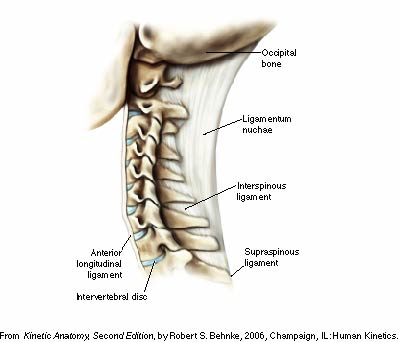 Occipital
bone
Ligamentum
nuchae
Interspinous
ligament
Anterior
longitudinal
ligament
Supraspinous
ligament
Intervertebral disc
From Kinetic Anatomy, Second Edition, by Robert S. Behnke, 2006, Champaign, IL: Human Kinetics.